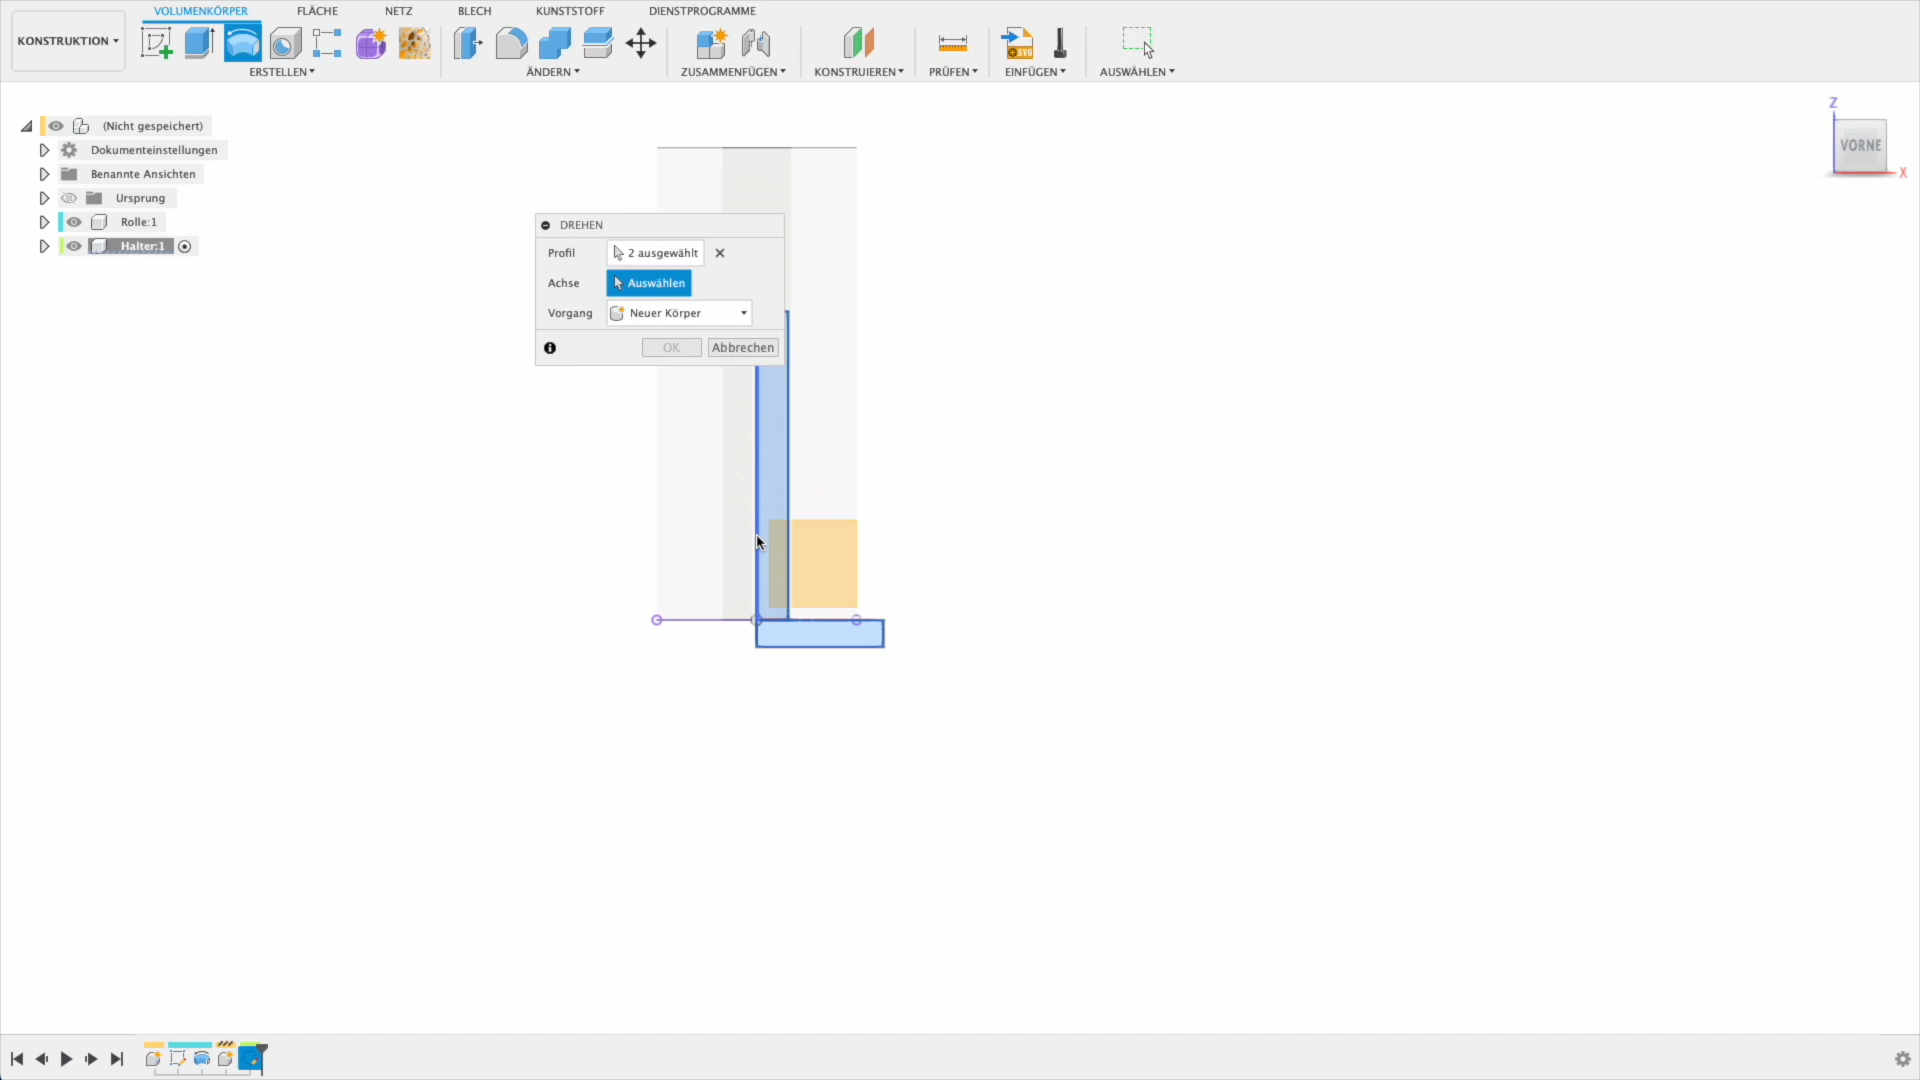 VOLUMENKÖRPER FLÄCHE NETZ BLECH KUNSTSTOFF DIENSTPROGRAMME
KONSTRUKTION
SVG
ERSTELLEN ÄNDERN ZUSAMMENFÜGEN KONSTRUIEREN PRÜFEN EINFÜGEN AUSWÄHLEN
(Nicht gespeichert)
Dokumenteinstellungen
Benannte Ansichten
Ursprung
Rolle:1
Halter:1
DREHEN
Profil 2 ausgewählt
Achse Auswählen
Vorgang Neuer Körper
OK Abbrechen
Z
VORNE
X